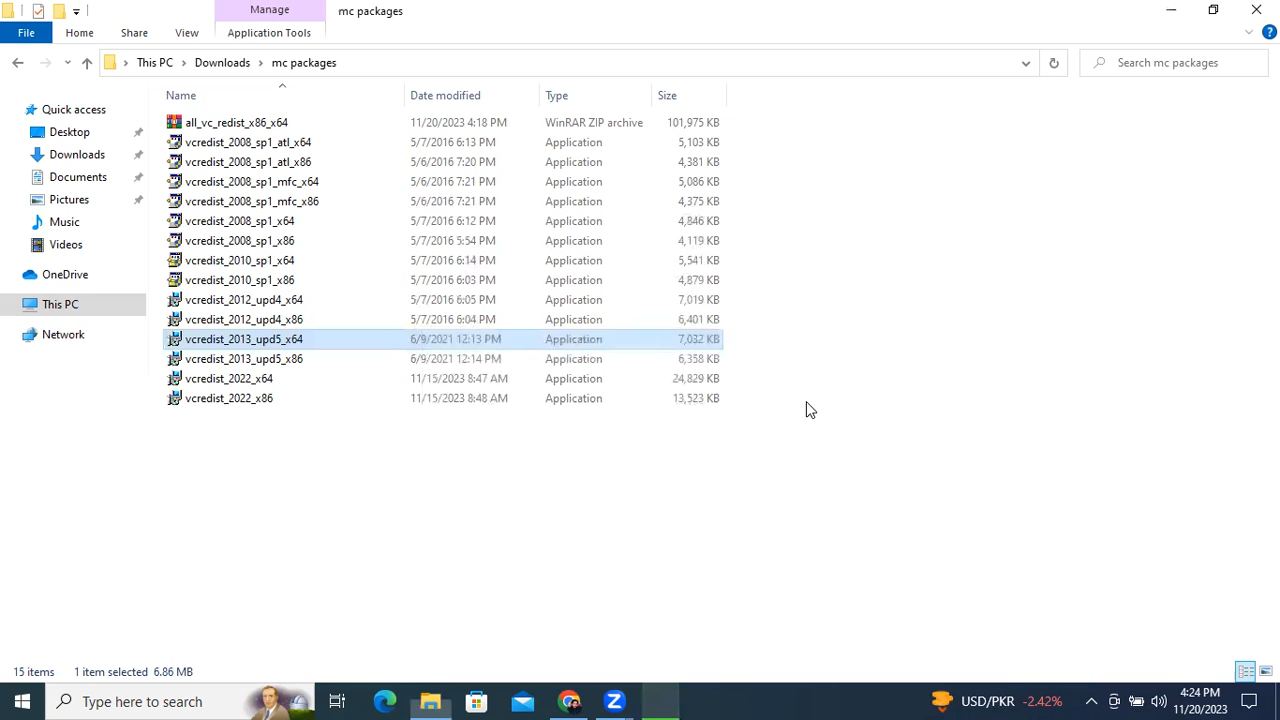 Manage
mc packages
File
Home
Share
View
Application Tools
This PC
Downloads
mc packages
Search mc packages
Name
Date modified
Type
Size
Quick access
Desktop
Downloads
Documents
Pictures
Music
Videos
OneDrive
This PC
Network
all_vc_redist_x86_x64 11/20/2023 4:18 PM WinRAR ZIP archive 101,975 KB
vcredist_2008_sp1_atl_x64 5/7/2016 6:13 PM Application 5,103 KB
vcredist_2008_sp1_atl_x86 5/6/2016 7:20 PM Application 4,381 KB
vcredist_2008_sp1_mfc_x64 5/6/2016 7:21 PM Application 5,086 KB
vcredist_2008_sp1_mfc_x86 5/6/2016 7:21 PM Application 4,375 KB
vcredist_2008_sp1_x64 5/7/2016 6:12 PM Application 4,846 KB
vcredist_2008_sp1_x86 5/7/2016 5:54 PM Application 4,119 KB
vcredist_2010_sp1_x64 5/7/2016 6:14 PM Application 5,541 KB
vcredist_2010_sp1_x86 5/7/2016 6:03 PM Application 4,879 KB
vcredist_2012_upd4_x64 5/7/2016 6:05 PM Application 7,019 KB
vcredist_2012_upd4_x86 5/7/2016 6:04 PM Application 6,401 KB
vcredist_2013_upd5_x64 6/9/2021 12:13 PM Application 7,032 KB
vcredist_2013_upd5_x86 6/9/2021 12:14 PM Application 6,358 KB
vcredist_2022_x64 11/15/2023 8:47 AM Application 24,829 KB
vcredist_2022_x86 11/15/2023 8:48 AM Application 13,523 KB
15 items
1 item selected 6.86 MB
Type here to search
USD/PKR -2.42%
4:24 PM
11/20/2023